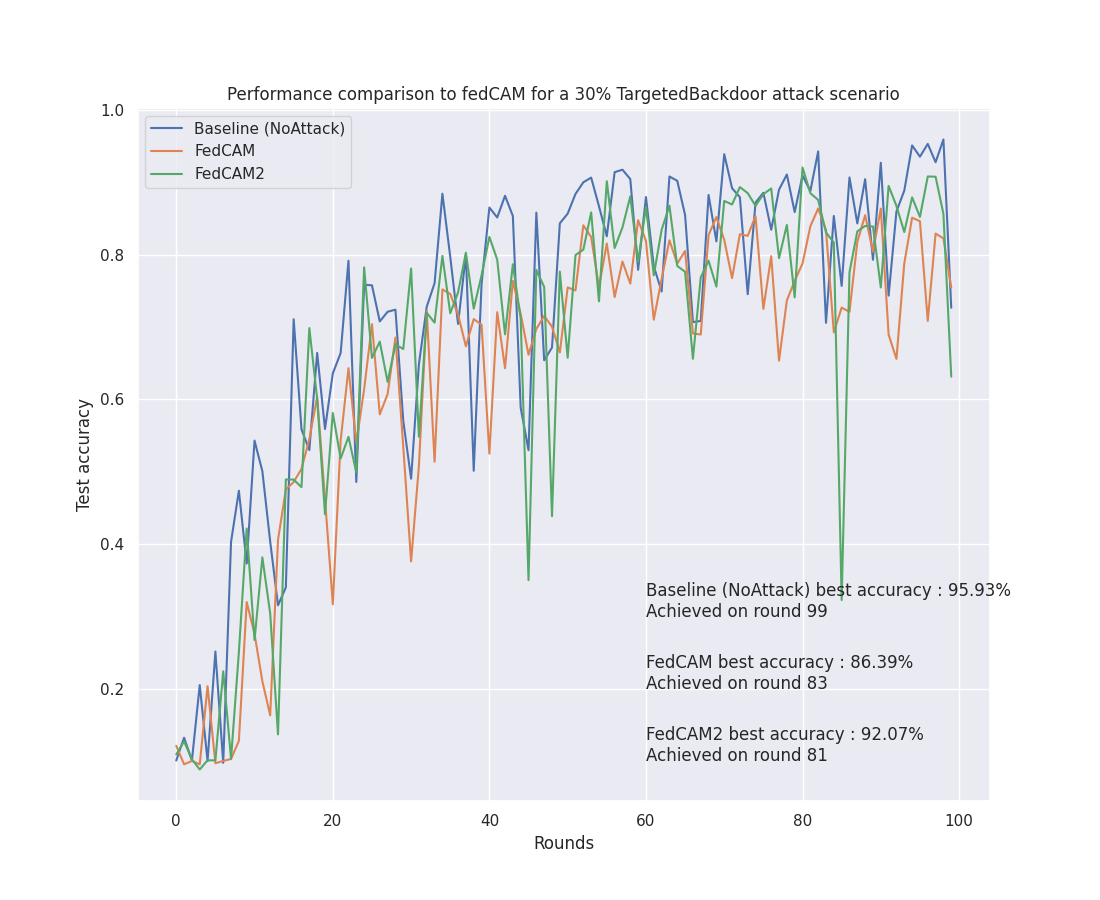 Performance comparison to fedCAM for a 30% TargetedBackdoor attack scenario
1.0
Baseline (NoAttack)
FedCAM
FedCAM2
0.8
0.6
Test accuracy
0.4
Baseline (NoAttack) best accuracy : 95.93%
Achieved on round 99
FedCAM best accuracy : 86.39%
Achieved on round 83
0.2
FedCAM2 best accuracy : 92.07%
Achieved on round 81
0 20 40 60 80 100
Rounds